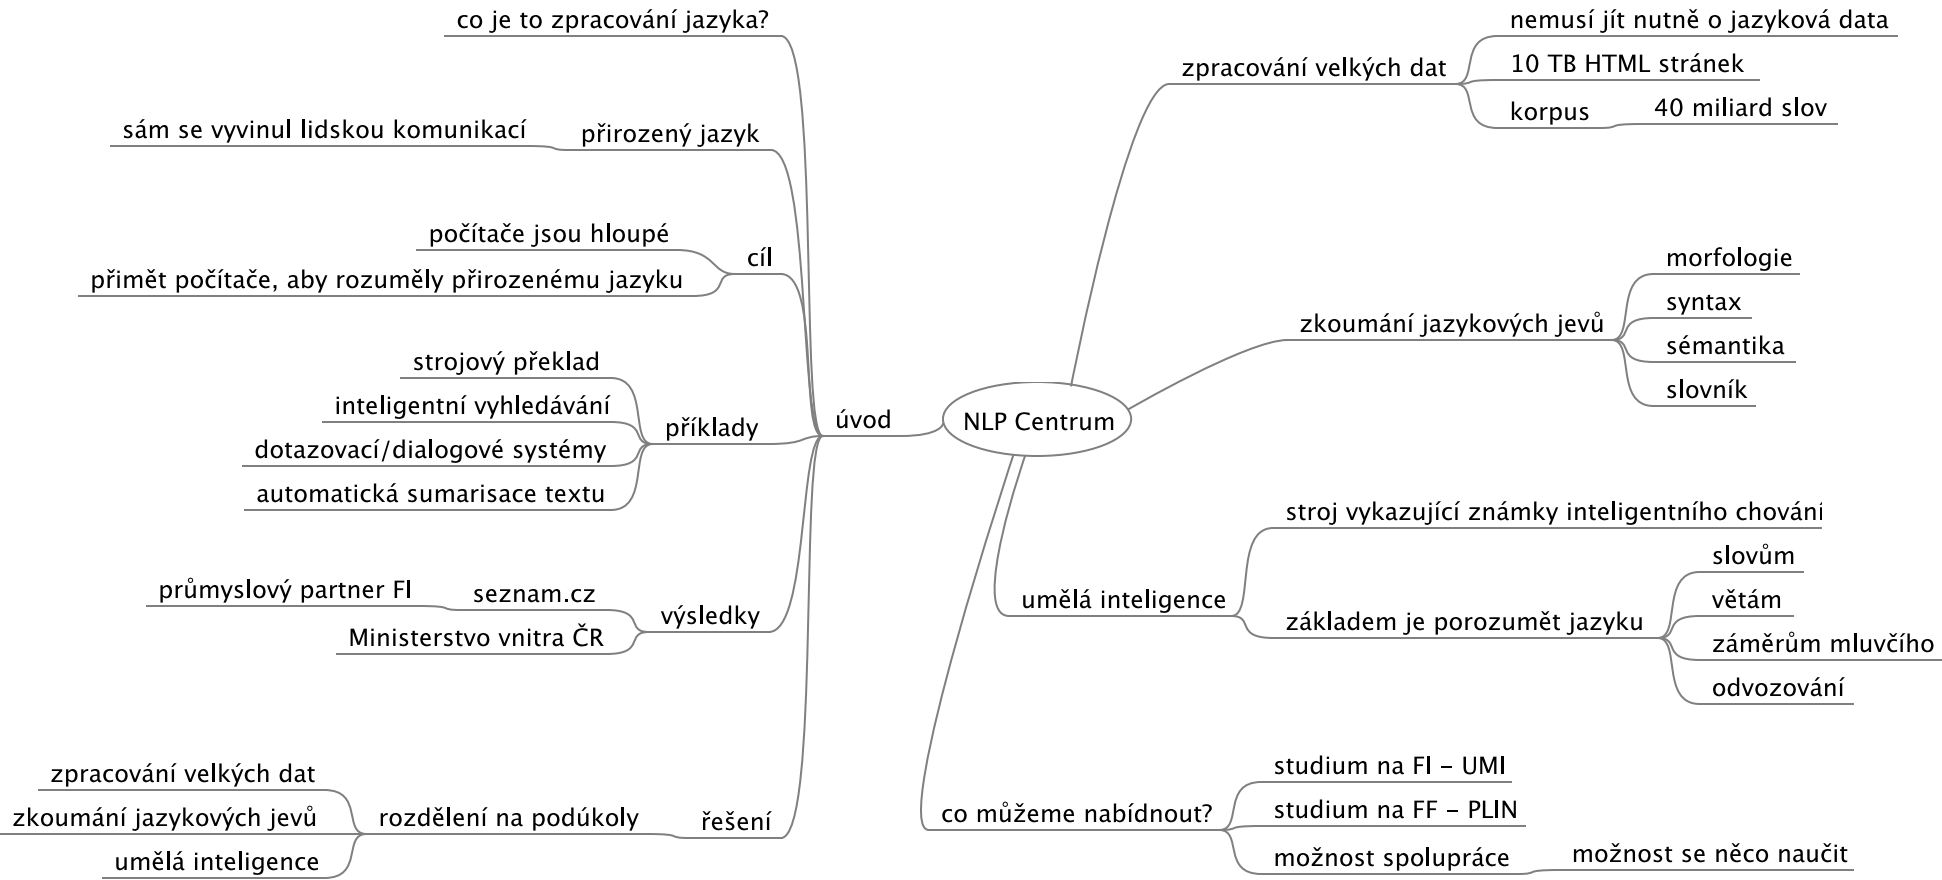 NLP Centrum
úvod
co je to zpracování jazyka?
přirozený jazyk
sám se vyvinul lidskou komunikací
cíl
počítače jsou hloupé
přimět počítače, aby rozuměly přirozenému jazyku
příklady
strojový překlad
inteligentní vyhledávání
dotazovací/dialogové systémy
automatická sumarisace textu
výsledky
seznam.cz
průmyslový partner FI
Ministerstvo vnitra ČR
řešení
rozdělení na podúkoly
zpracování velkých dat
zkoumání jazykových jevů
umělá inteligence
zpracování velkých dat
nemusí jít nutně o jazyková data
10 TB HTML stránek
korpus
40 miliard slov
zkoumání jazykových jevů
morfologie
syntax
sémantika
slovník
umělá inteligence
stroj vykazující známky inteligentního chování
základem je porozumět jazyku
slovům
větám
záměrům mluvčího
odvozování
co můžeme nabídnout?
studium na FI – UMI
studium na FF – PLIN
možnost spolupráce
možnost se něco naučit